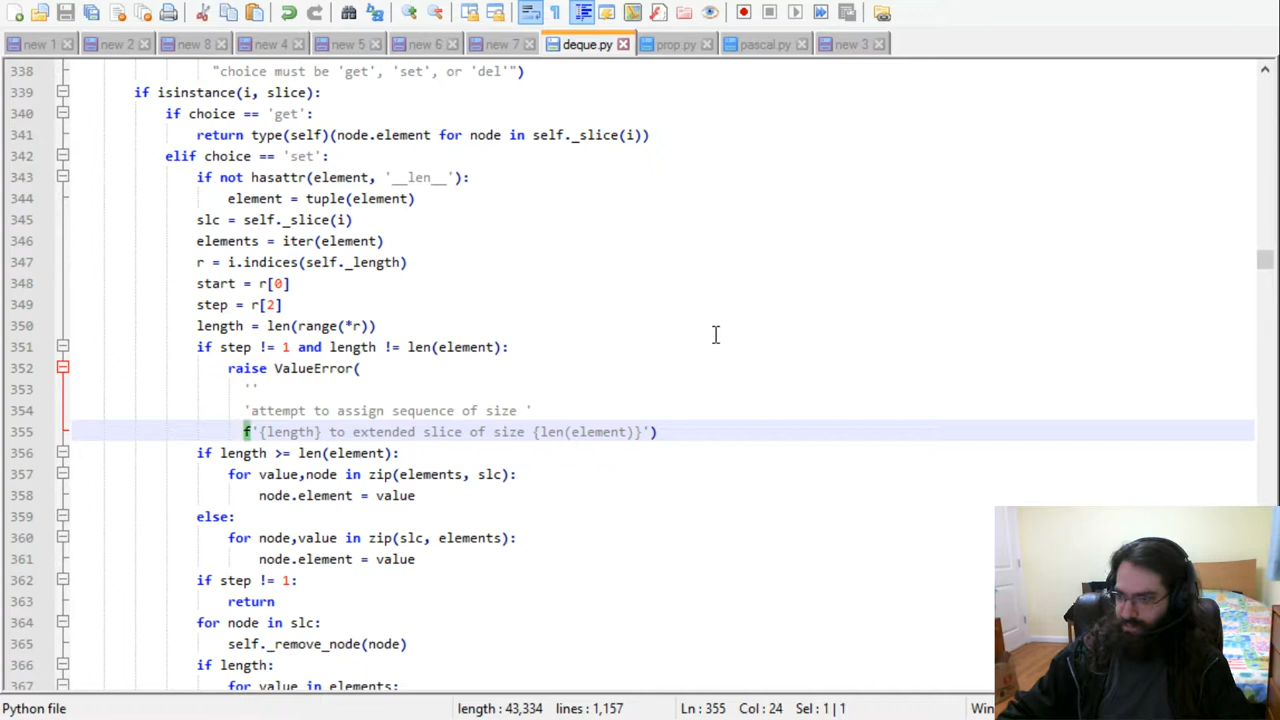 new 1
new 2
new 8
new 4
new 5
new 6
new 7
deque.py
prop.py
pascal.py
new 3
338 "choice must be 'get', 'set', or 'del'")
339 if isinstance(i, slice):
340 if choice == 'get':
341 return type(self)(node.element for node in self._slice(i))
342 elif choice == 'set':
343 if not hasattr(element, '__len__'):
344 element = tuple(element)
345 slc = self._slice(i)
346 elements = iter(element)
347 r = i.indices(self._length)
348 start = r[0]
349 step = r[2]
350 length = len(range(*r))
351 if step != 1 and length != len(element):
352 raise ValueError(
353 ''
354 'attempt to assign sequence of size '
355 f'{length} to extended slice of size {len(element)}')
356 if length >= len(element):
357 for value,node in zip(elements, slc):
358 node.element = value
359 else:
360 for node,value in zip(slc, elements):
361 node.element = value
362 if step != 1:
363 return
364 for node in slc:
365 self._remove_node(node)
366 if length:
367 for value in elements:
Python file length : 43,334 lines : 1,157 Ln : 355 Col : 24 Sel : 1 | 1 Win